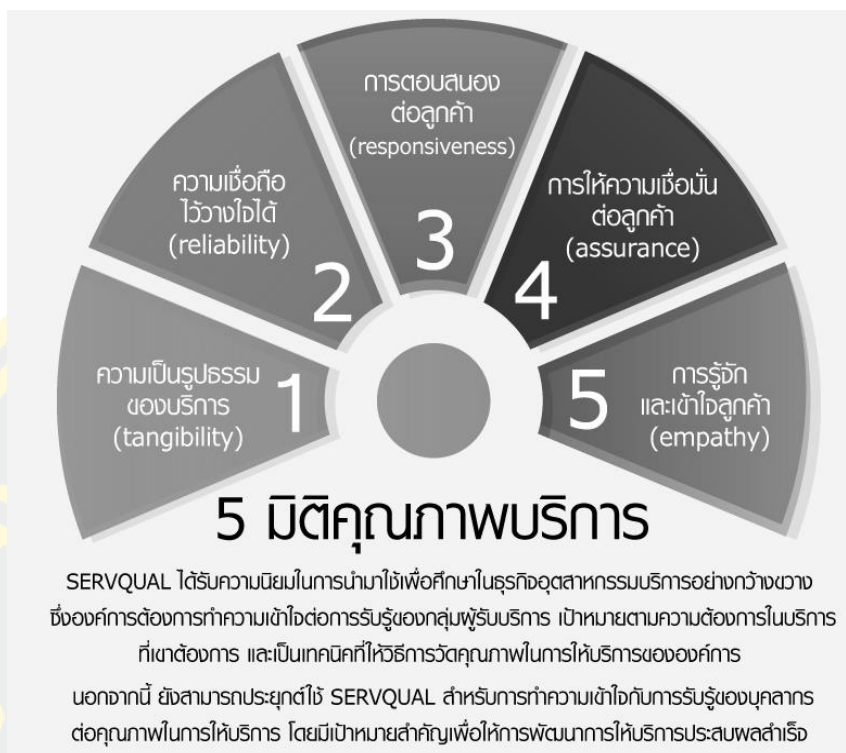 ความเป็นรูปธรรม
ของบริการ
(tangibility)
1
ความเชื่อถือ
ไว้วางใจได้
(reliability)
2
การตอบสนอง
ต่อลูกค้า
(responsiveness)
3
การให้ความเชื่อมั่น
ต่อลูกค้า
(assurance)
4
การรู้จัก
และเข้าใจลูกค้า
(empathy)
5
5 มิติคุณภาพบริการ
SERVQUAL ได้รับความนิยมในการนำมาใช้เพื่อศึกษาในธุรกิจอุตสาหกรรมบริการอย่างกว้างขวาง
ซึ่งองค์การต้องการทำความเข้าใจต่อการรับรู้ของกลุ่มผู้รับบริการ เป้าหมายตามความต้องการในบริการ
ที่เขาต้องการ และเป็นเทคนิคที่ให้วิธีการวัดคุณภาพในการให้บริการขององค์การ
นอกจากนี้ ยังสามารถประยุกต์ใช้ SERVQUAL สำหรับการทำความเข้าใจกับการรับรู้ของบุคลากร
ต่อคุณภาพในการให้บริการ โดยมีเป้าหมายสำคัญเพื่อให้การพัฒนาการให้บริการประสบผลสำเร็จ